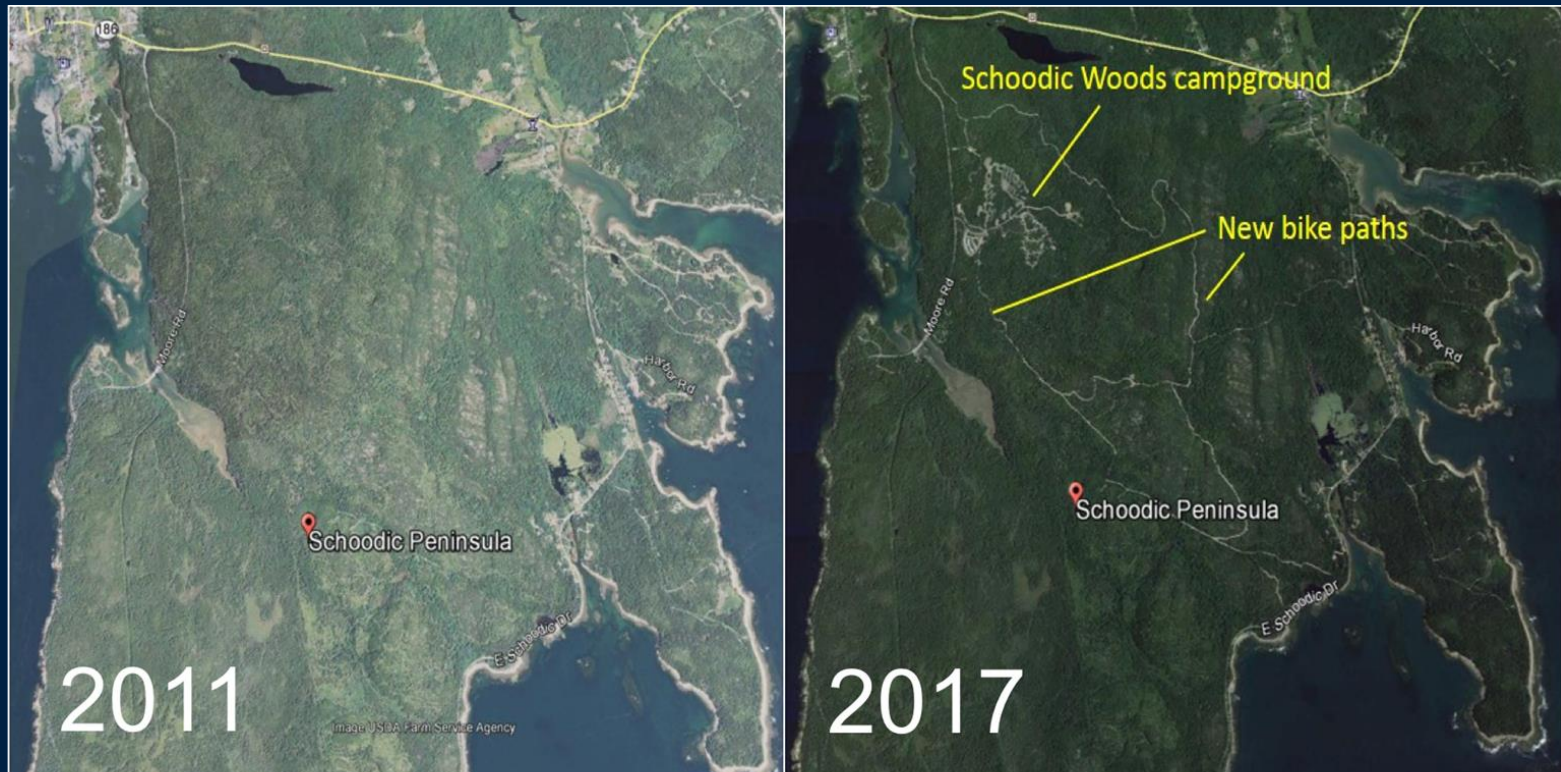 186
Moore Rd
Harbor Rd
Schoodic Peninsula
E Schoodic Dr
2011
Image USDA Farm Service Agency
Schoodic Woods campground
New bike paths
Moore Rd
Harbor Rd
Schoodic Peninsula
E Schoodic Dr
2017